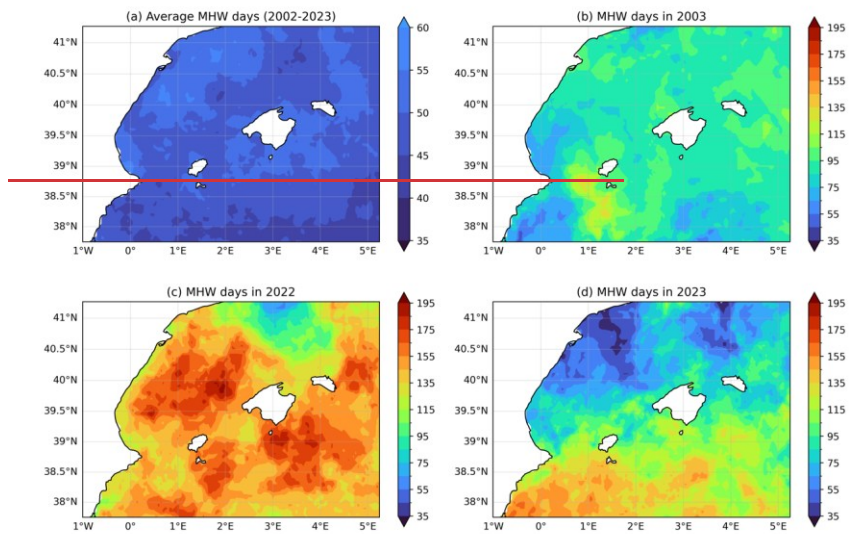 (a) Average MHW days (2002-2023)
41°N
40.5°N
40°N
39.5°N
39°N
38.5°N
38°N
1°W 0° 1°E 2°E 3°E 4°E 5°E
60
55
50
45
40
35
(b) MHW days in 2003
41°N
40.5°N
40°N
39.5°N
39°N
38.5°N
38°N
1°W 0° 1°E 2°E 3°E 4°E 5°E
195
175
155
135
115
95
75
55
35
(c) MHW days in 2022
41°N
40.5°N
40°N
39.5°N
39°N
38.5°N
38°N
1°W 0° 1°E 2°E 3°E 4°E 5°E
195
175
155
135
115
95
75
55
35
(d) MHW days in 2023
41°N
40.5°N
40°N
39.5°N
39°N
38.5°N
38°N
1°W 0° 1°E 2°E 3°E 4°E 5°E
195
175
155
135
115
95
75
55
35